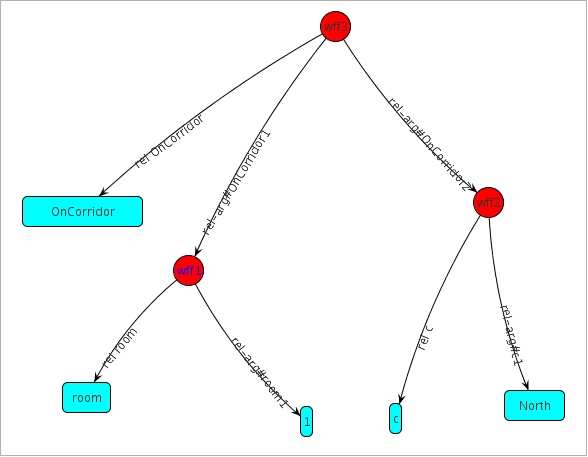 wff3
rel OnCorridor
rel-arg#OnCorridor1
rel-arg#OnCorridor2
OnCorridor
wff2
wff1
rel room
rel-arg#room1
rel c
rel-arg#c1
room
1
c
North